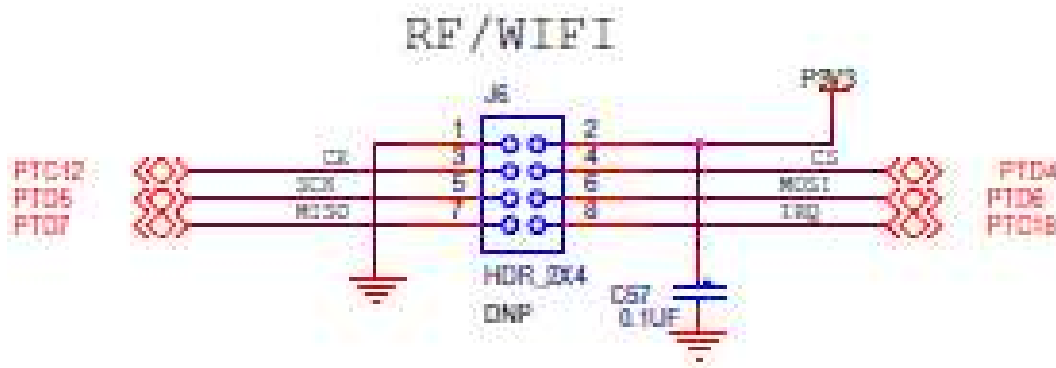 RF/WIFI
P3V3
J6
1 2
PTC12 CE 3 4 CS PTD4
PTD5 SCK 5 6 MOSI PTD6
PTD7 MISO 7 8 IRQ
HDR_2X4
C57
0.1UF
DNP